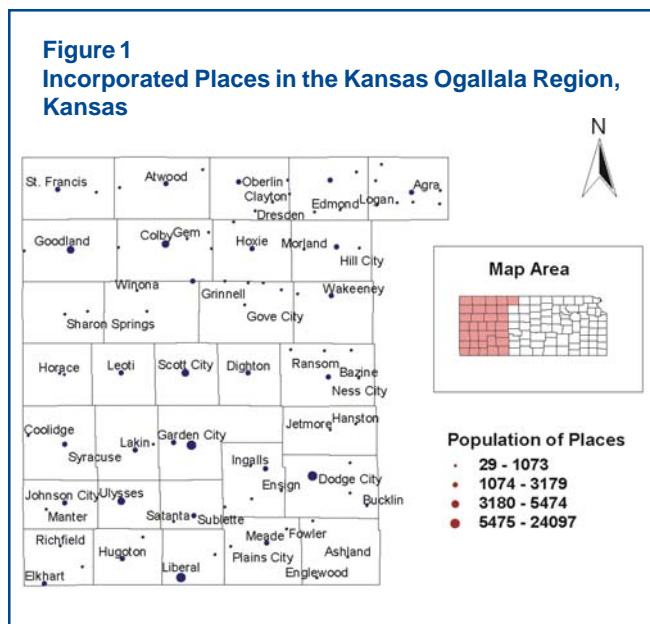 Figure 1
Incorporated Places in the Kansas Ogallala Region,
Kansas
N
St. Francis
Atwood
Oberlin
Clayton
Dresden
Edmond
Logan
Agra
Goodland
Colby
Gem
Hoxie
Morland
Hill City
Winona
Grinnell
Wakeeney
Sharon Springs
Gove City
Horace
Leoti
Scott City
Dighton
Ransom
Bazine
Ness City
Coolidge
Syracuse
Lakin
Garden City
Jetmore
Hanston
Ingalls
Ensign
Dodge City
Bucklin
Johnson City
Manter
Ulysses
Satanta
Sublette
Richfield
Elkhart
Hugoton
Liberal
Meade
Fowler
Plains City
Ashland
Englewood
Map Area
Population of Places
29 - 1073
1074 - 3179
3180 - 5474
5475 - 24097